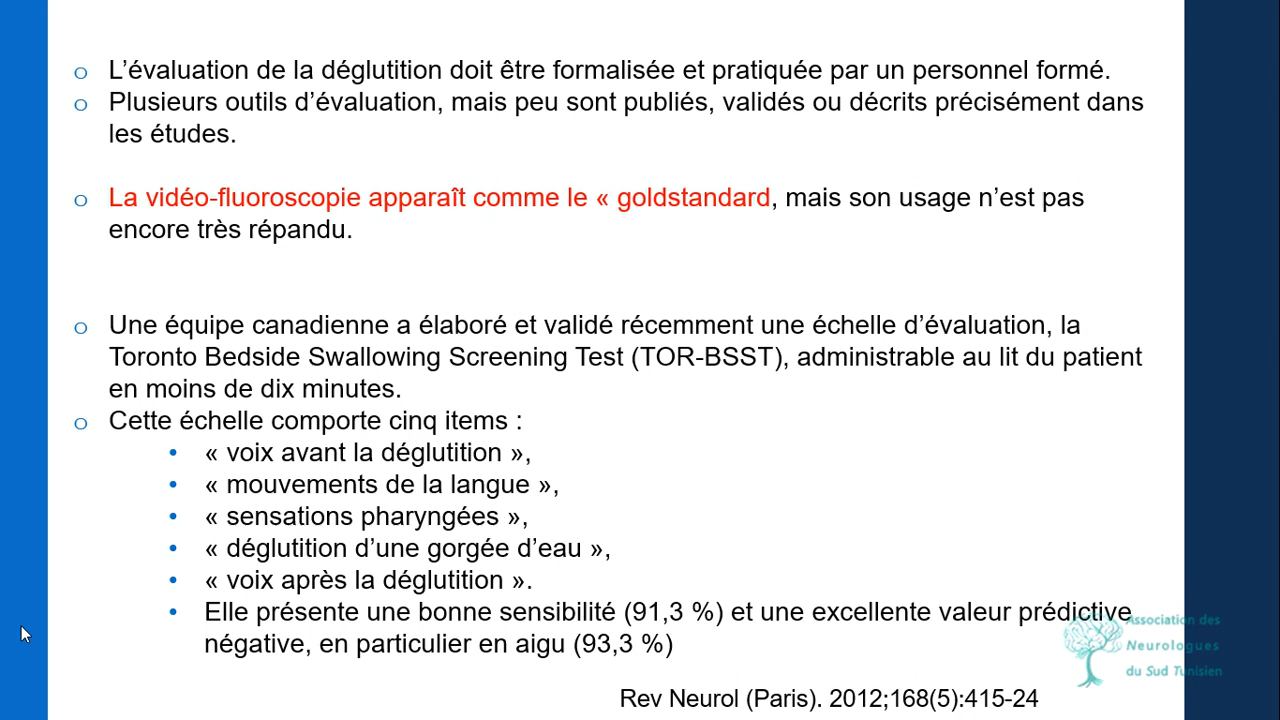 o L’évaluation de la déglutition doit être formalisée et pratiquée par un personnel formé.
o Plusieurs outils d’évaluation, mais peu sont publiés, validés ou décrits précisément dans
les études.
o La vidéo-fluoroscopie apparaît comme le « goldstandard, mais son usage n’est pas
encore très répandu.
o Une équipe canadienne a élaboré et validé récemment une échelle d’évaluation, la
Toronto Bedside Swallowing Screening Test (TOR-BSST), administrable au lit du patient
en moins de dix minutes.
o Cette échelle comporte cinq items :
• « voix avant la déglutition »,
• « mouvements de la langue »,
• « sensations pharyngées »,
• « déglutition d’une gorgée d’eau »,
• « voix après la déglutition ».
• Elle présente une bonne sensibilité (91,3 %) et une excellente valeur prédictive
négative, en particulier en aigu (93,3 %)
Association des
Neurologues
du Sud Tunisien
Rev Neurol (Paris). 2012;168(5):415-24